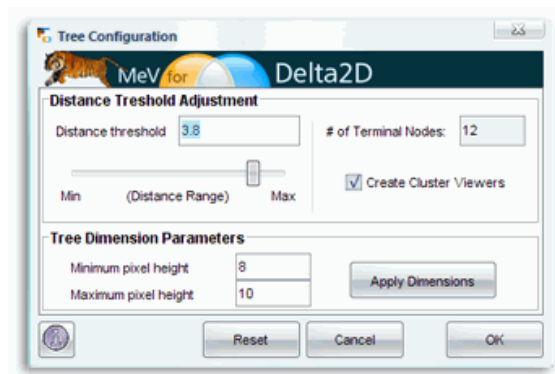 Tree Configuration
MeV for Delta2D
Distance Treshold Adjustment
Distance threshold 3.8 # of Terminal Nodes: 12
Create Cluster Viewers
Min (Distance Range) Max
Tree Dimension Parameters
Minimum pixel height 8
Apply Dimensions
Maximum pixel height 10
Reset Cancel OK